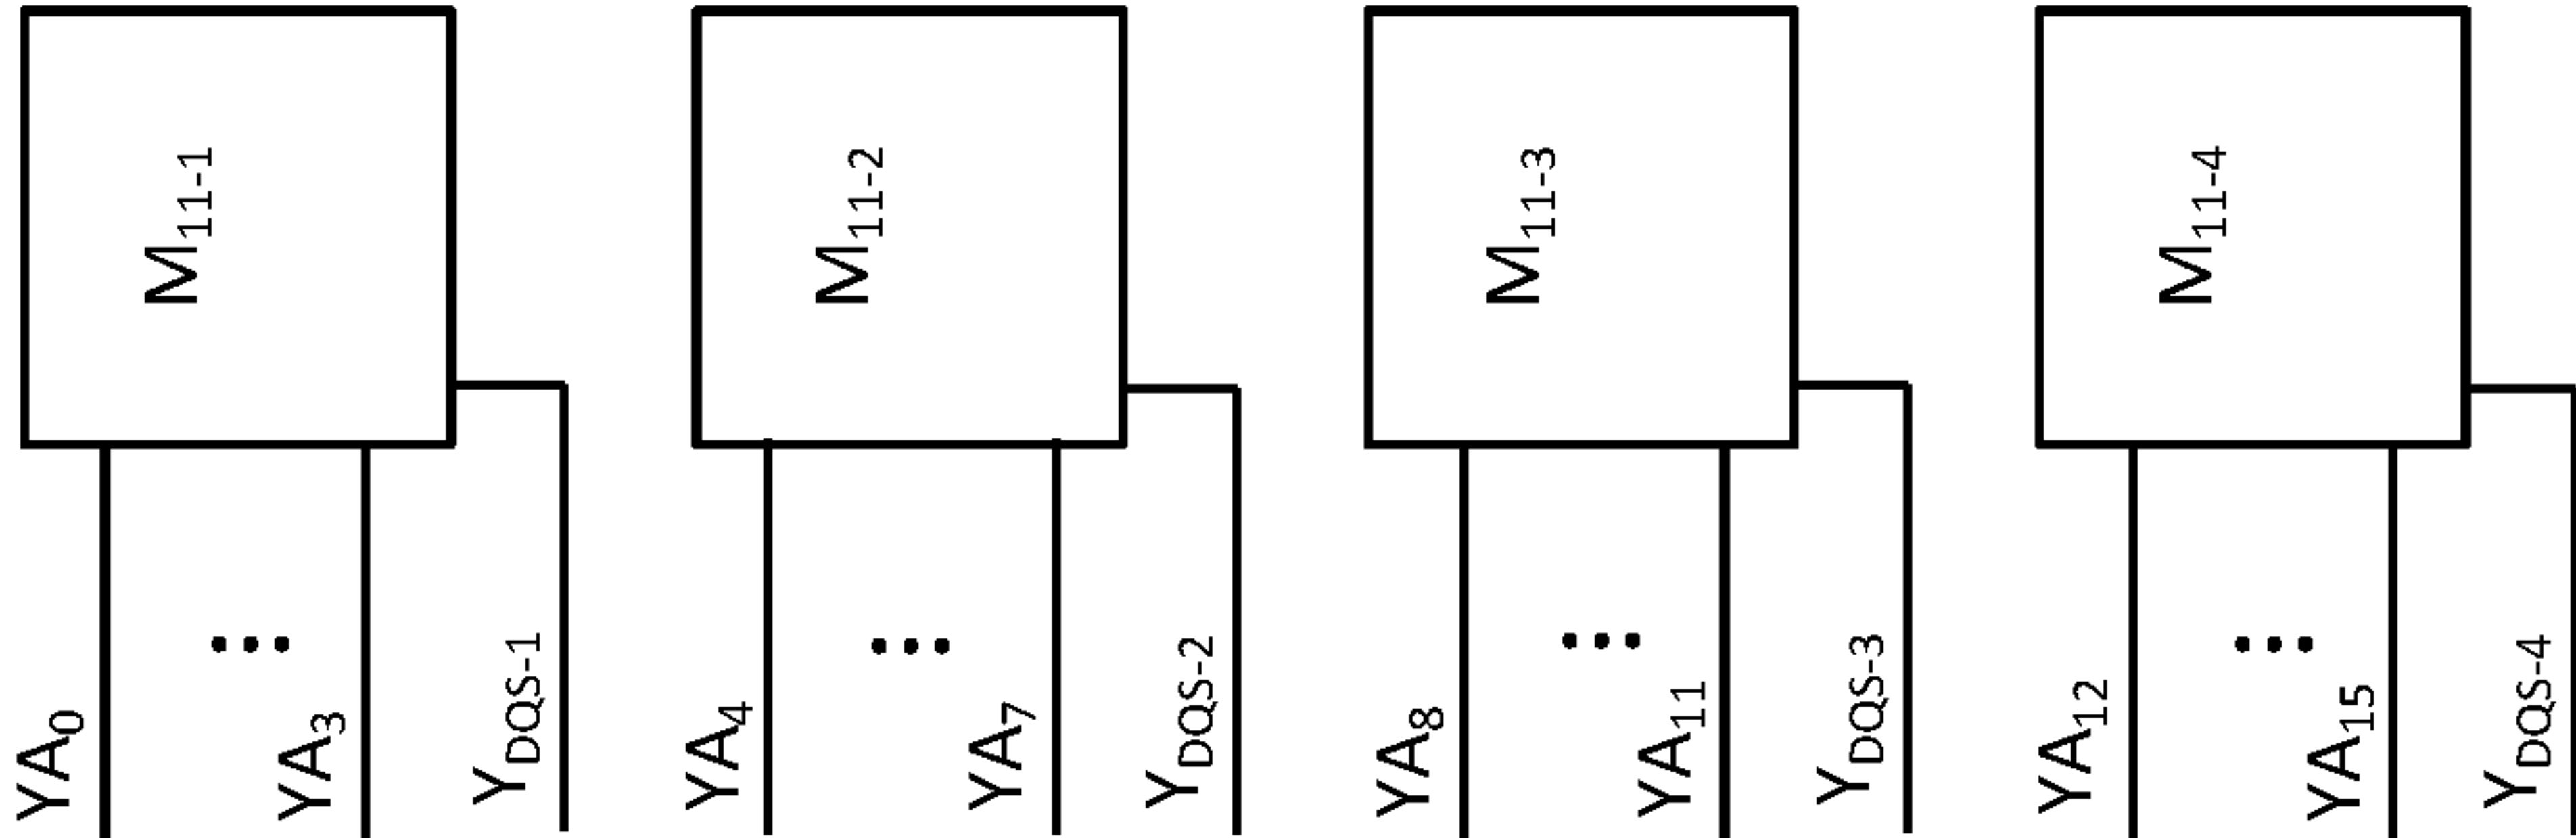 M11-1
YA0
YA3
YDQS-1
M11-2
YA4
YA7
YDQS-2
M11-3
YA8
YA11
YDQS-3
M11-4
YA12
YA15
YDQS-4